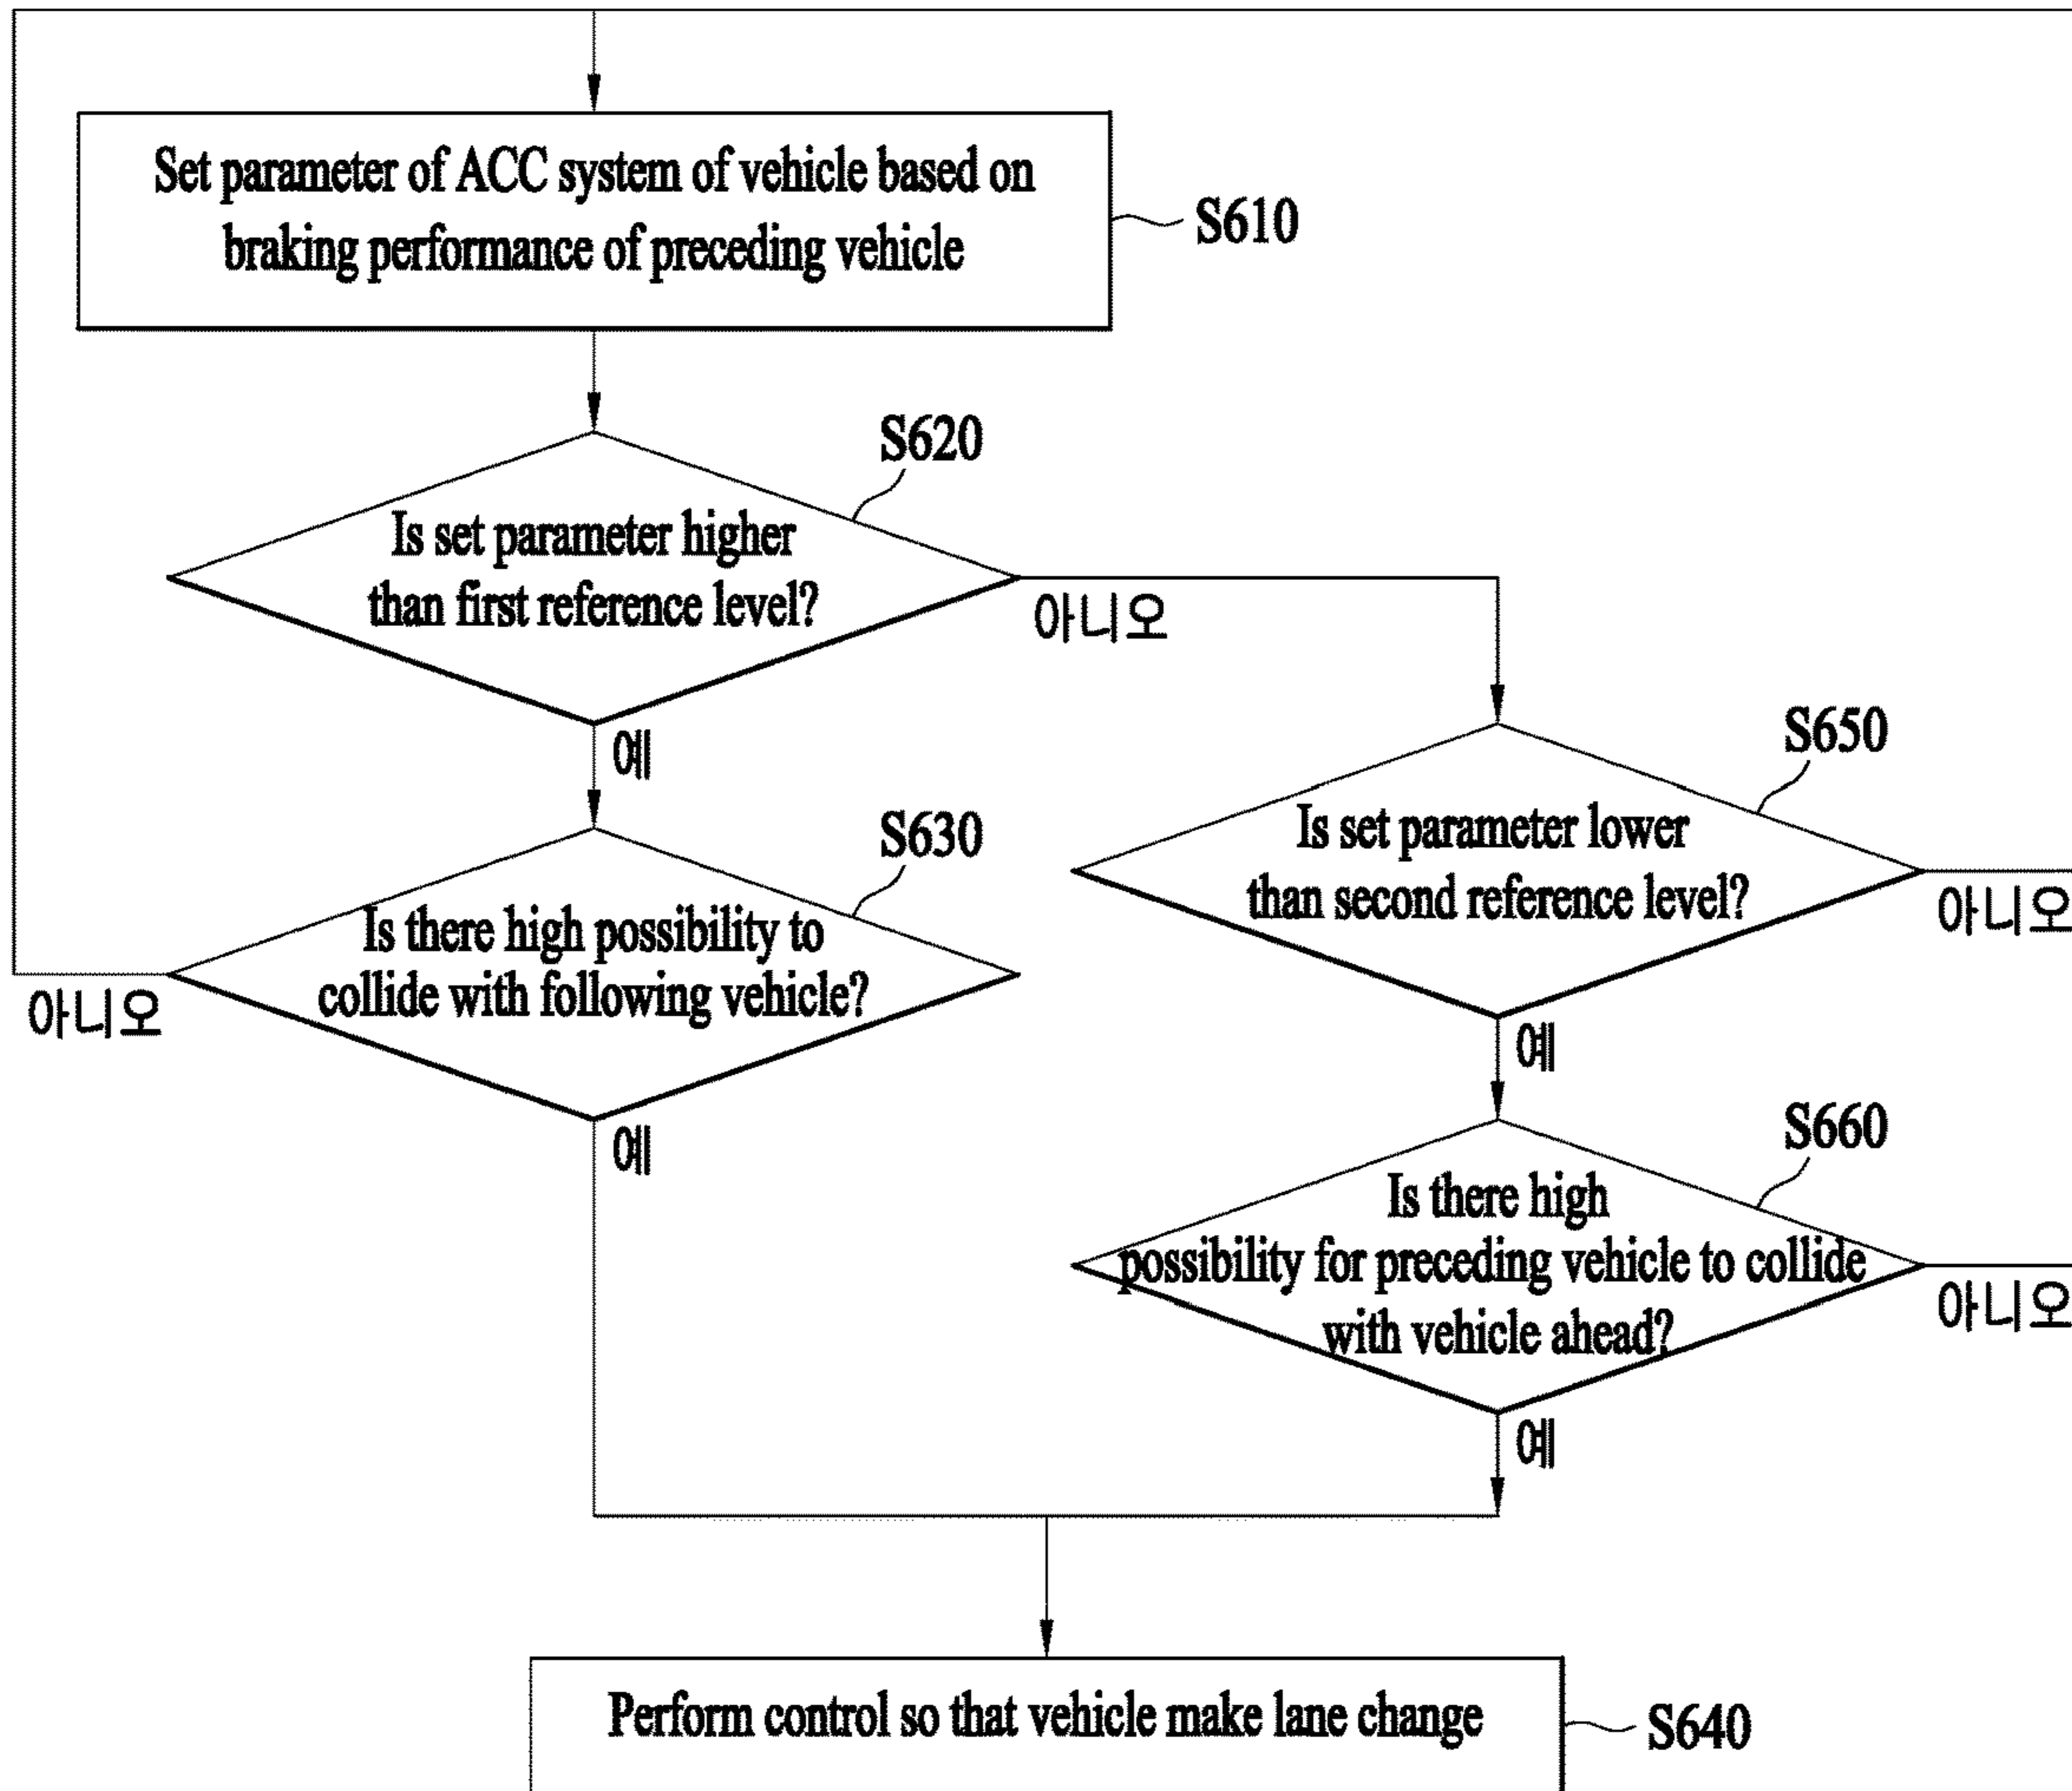 Set parameter of ACC system of vehicle based on
braking performance of preceding vehicle
S610
S620
Is set parameter higher
than first reference level?
아니오
예
S650
Is set parameter lower
than second reference level?
아니오
예
S630
Is there high possibility to
collide with following vehicle?
아니오
예
S660
Is there high
possibility for preceding vehicle to collide
with vehicle ahead?
아니오
예
Perform control so that vehicle make lane change
S640